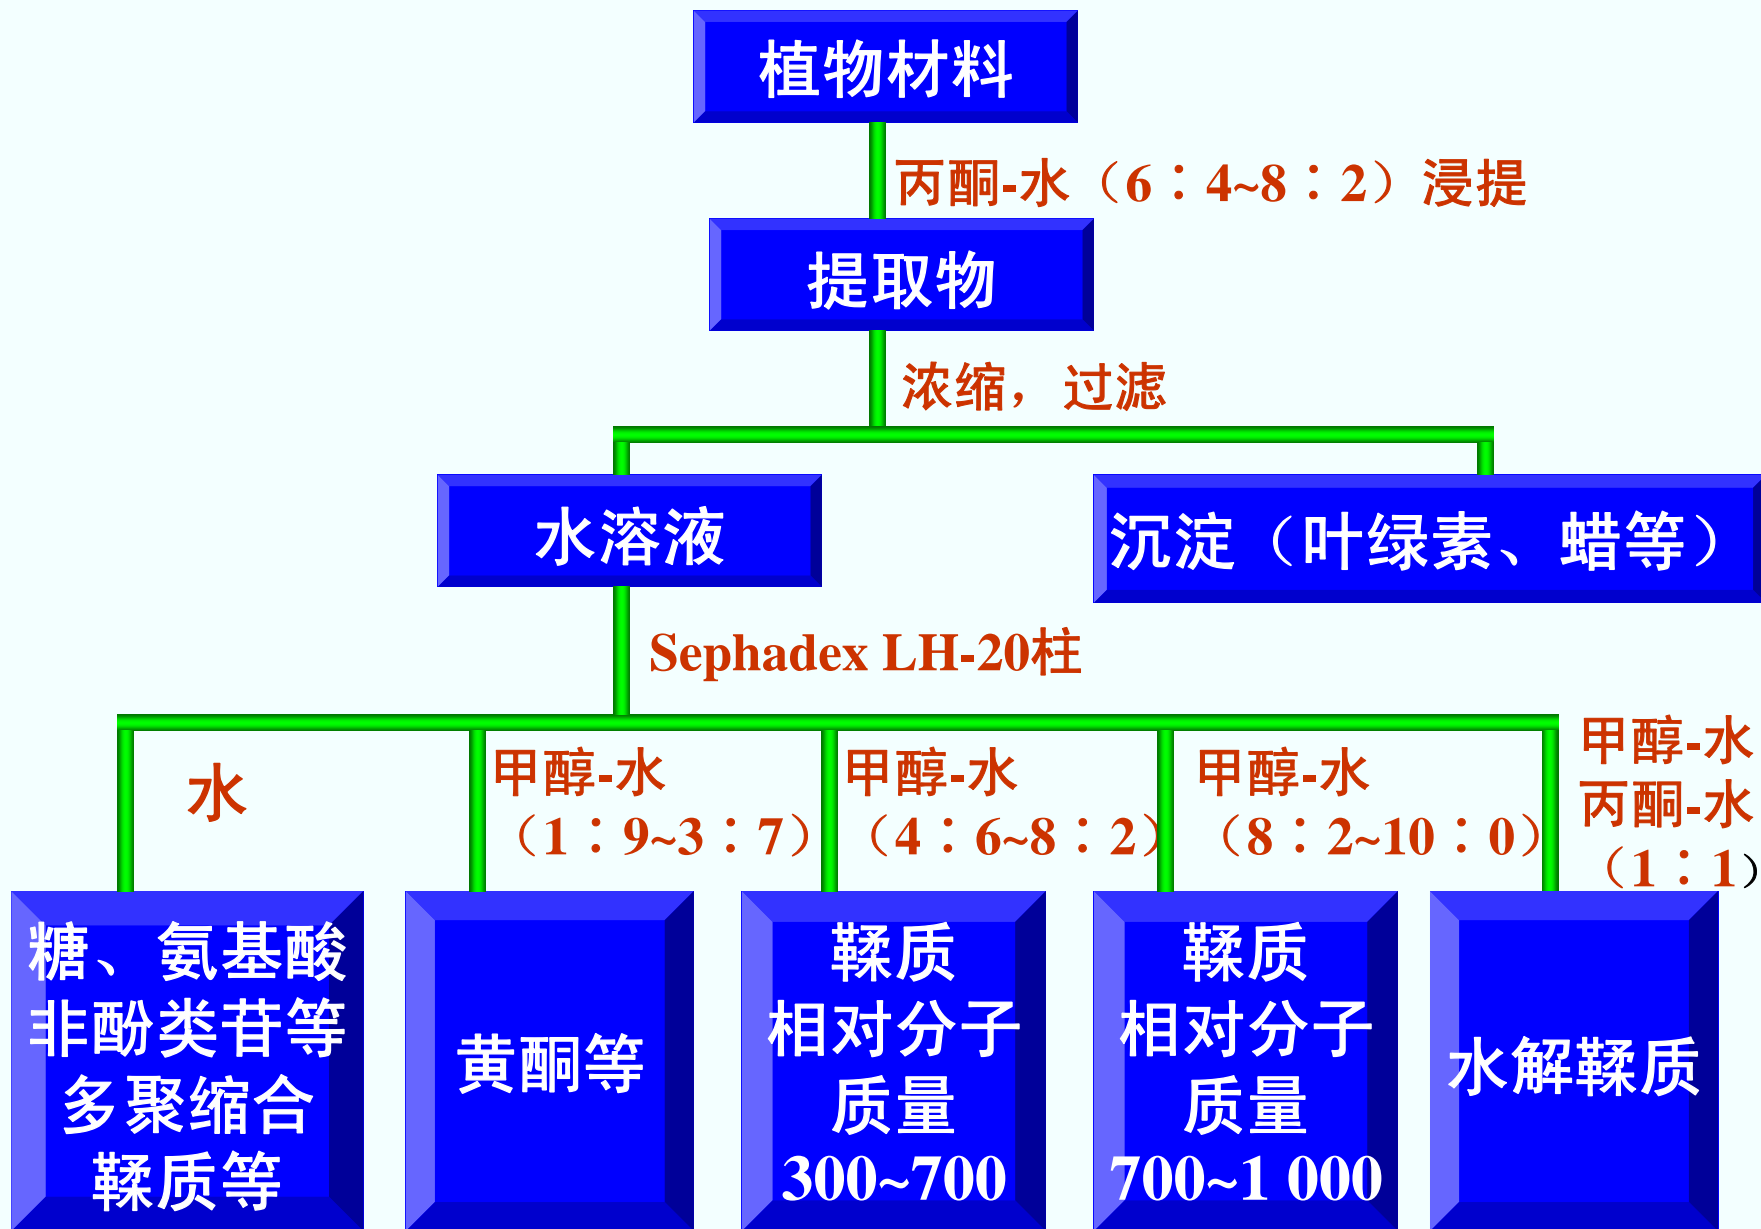 植物材料
丙酮-水（6：4~8：2）浸提
提取物
浓缩，过滤
水溶液
沉淀（叶绿素、蜡等）
Sephadex LH-20柱
水
甲醇-水
（1：9~3：7）
甲醇-水
（4：6~8：2）
甲醇-水
（8：2~10：0）
甲醇-水
丙酮-水
（1：1）
糖、氨基酸
非酚类苷等
多聚缩合
鞣质等
黄酮等
鞣质
相对分子
质量
300~700
鞣质
相对分子
质量
700~1 000
水解鞣质